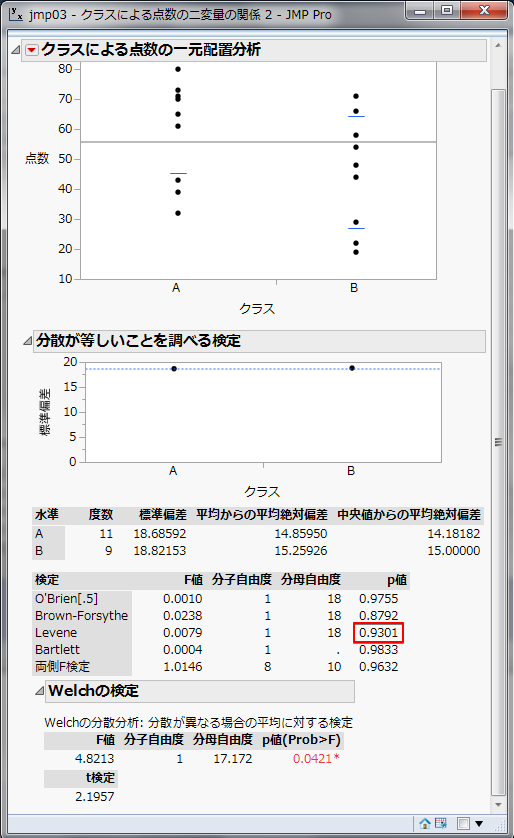 jmp03 - クラスによる点数の二変量の関係 2 - JMP Pro
クラスによる点数の一元配置分析
80
70
60
50
40
30
20
10
点数
A B
クラス
分散が等しいことを調べる検定
20
15
10
5
0
標準偏差
A B
クラス
水準 度数 標準偏差 平均からの平均絶対偏差 中央値からの平均絶対偏差
A 11 18.68592 14.85950 14.18182
B 9 18.82153 15.25926 15.00000
検定 F値 分子自由度 分母自由度 p値
O'Brien[.5] 0.0010 1 18 0.9755
Brown-Forsythe 0.0238 1 18 0.8792
Levene 0.0079 1 18 0.9301
Bartlett 0.0004 1 . 0.9833
両側F検定 1.0146 8 10 0.9632
Welchの検定
Welchの分散分析: 分散が異なる場合の平均に対する検定
F値 分子自由度 分母自由度 p値(Prob>F)
4.8213 1 17.172 0.0421*
t検定
2.1957